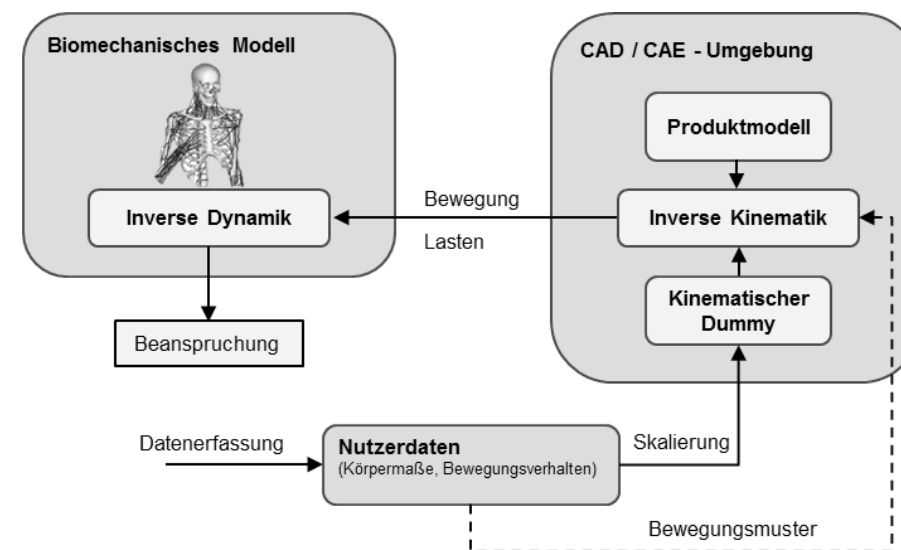 Biomechanisches Modell
CAD / CAE - Umgebung
Produktmodell
Bewegung
Inverse Dynamik
Inverse Kinematik
Lasten
Kinematischer
Dummy
Beanspruchung
Datenerfassung
Nutzerdaten
(Körpermaße, Bewegungsverhalten)
Skalierung
Bewegungsmuster